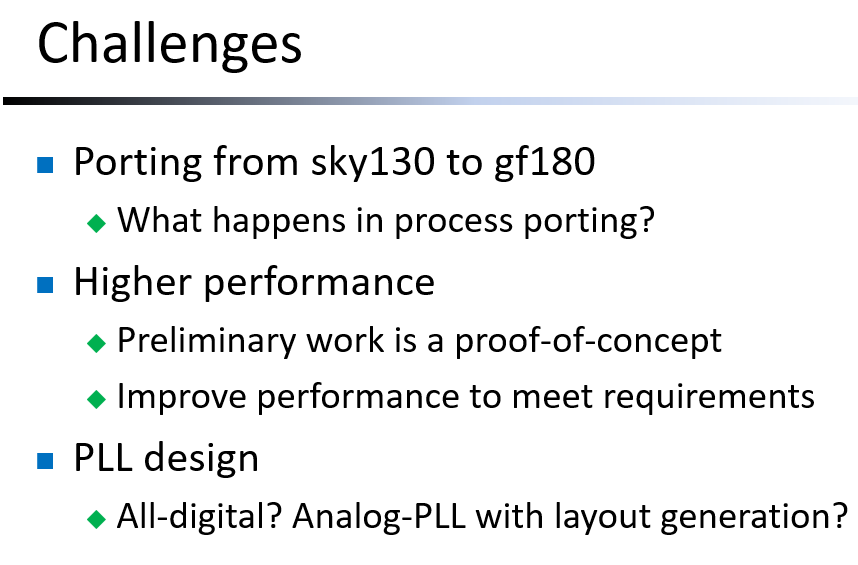 Challenges
Porting from sky130 to gf180
What happens in process porting?
Higher performance
Preliminary work is a proof-of-concept
Improve performance to meet requirements
PLL design
All-digital? Analog-PLL with layout generation?